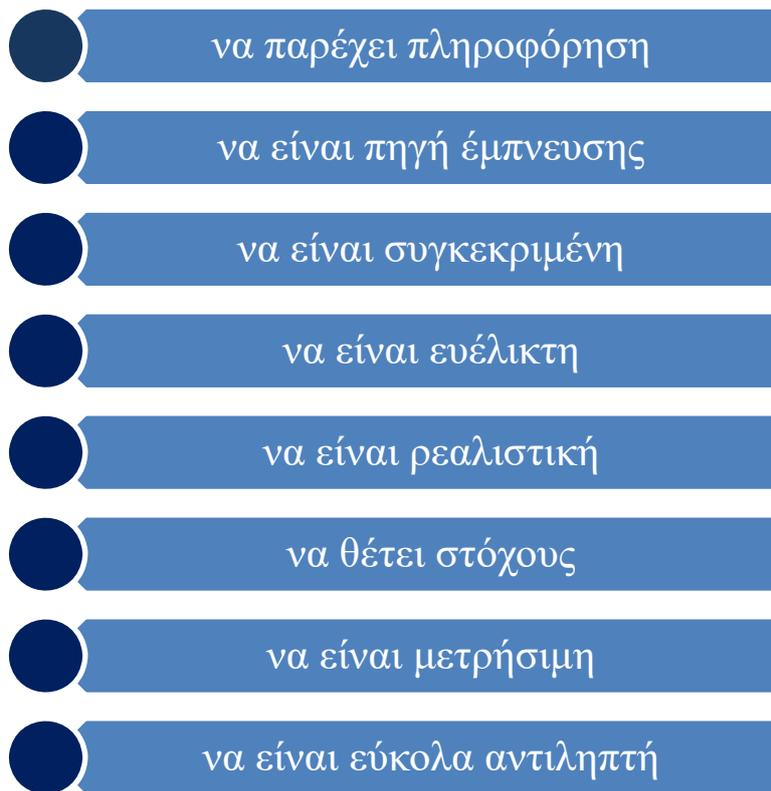 να παρέχει πληροφόρηση
να είναι πηγή έμπνευσης
να είναι συγκεκριμένη
να είναι ευέλικτη
να είναι ρεαλιστική
να θέτει στόχους
να είναι μετρήσιμη
να είναι εύκολα αντιληπτή